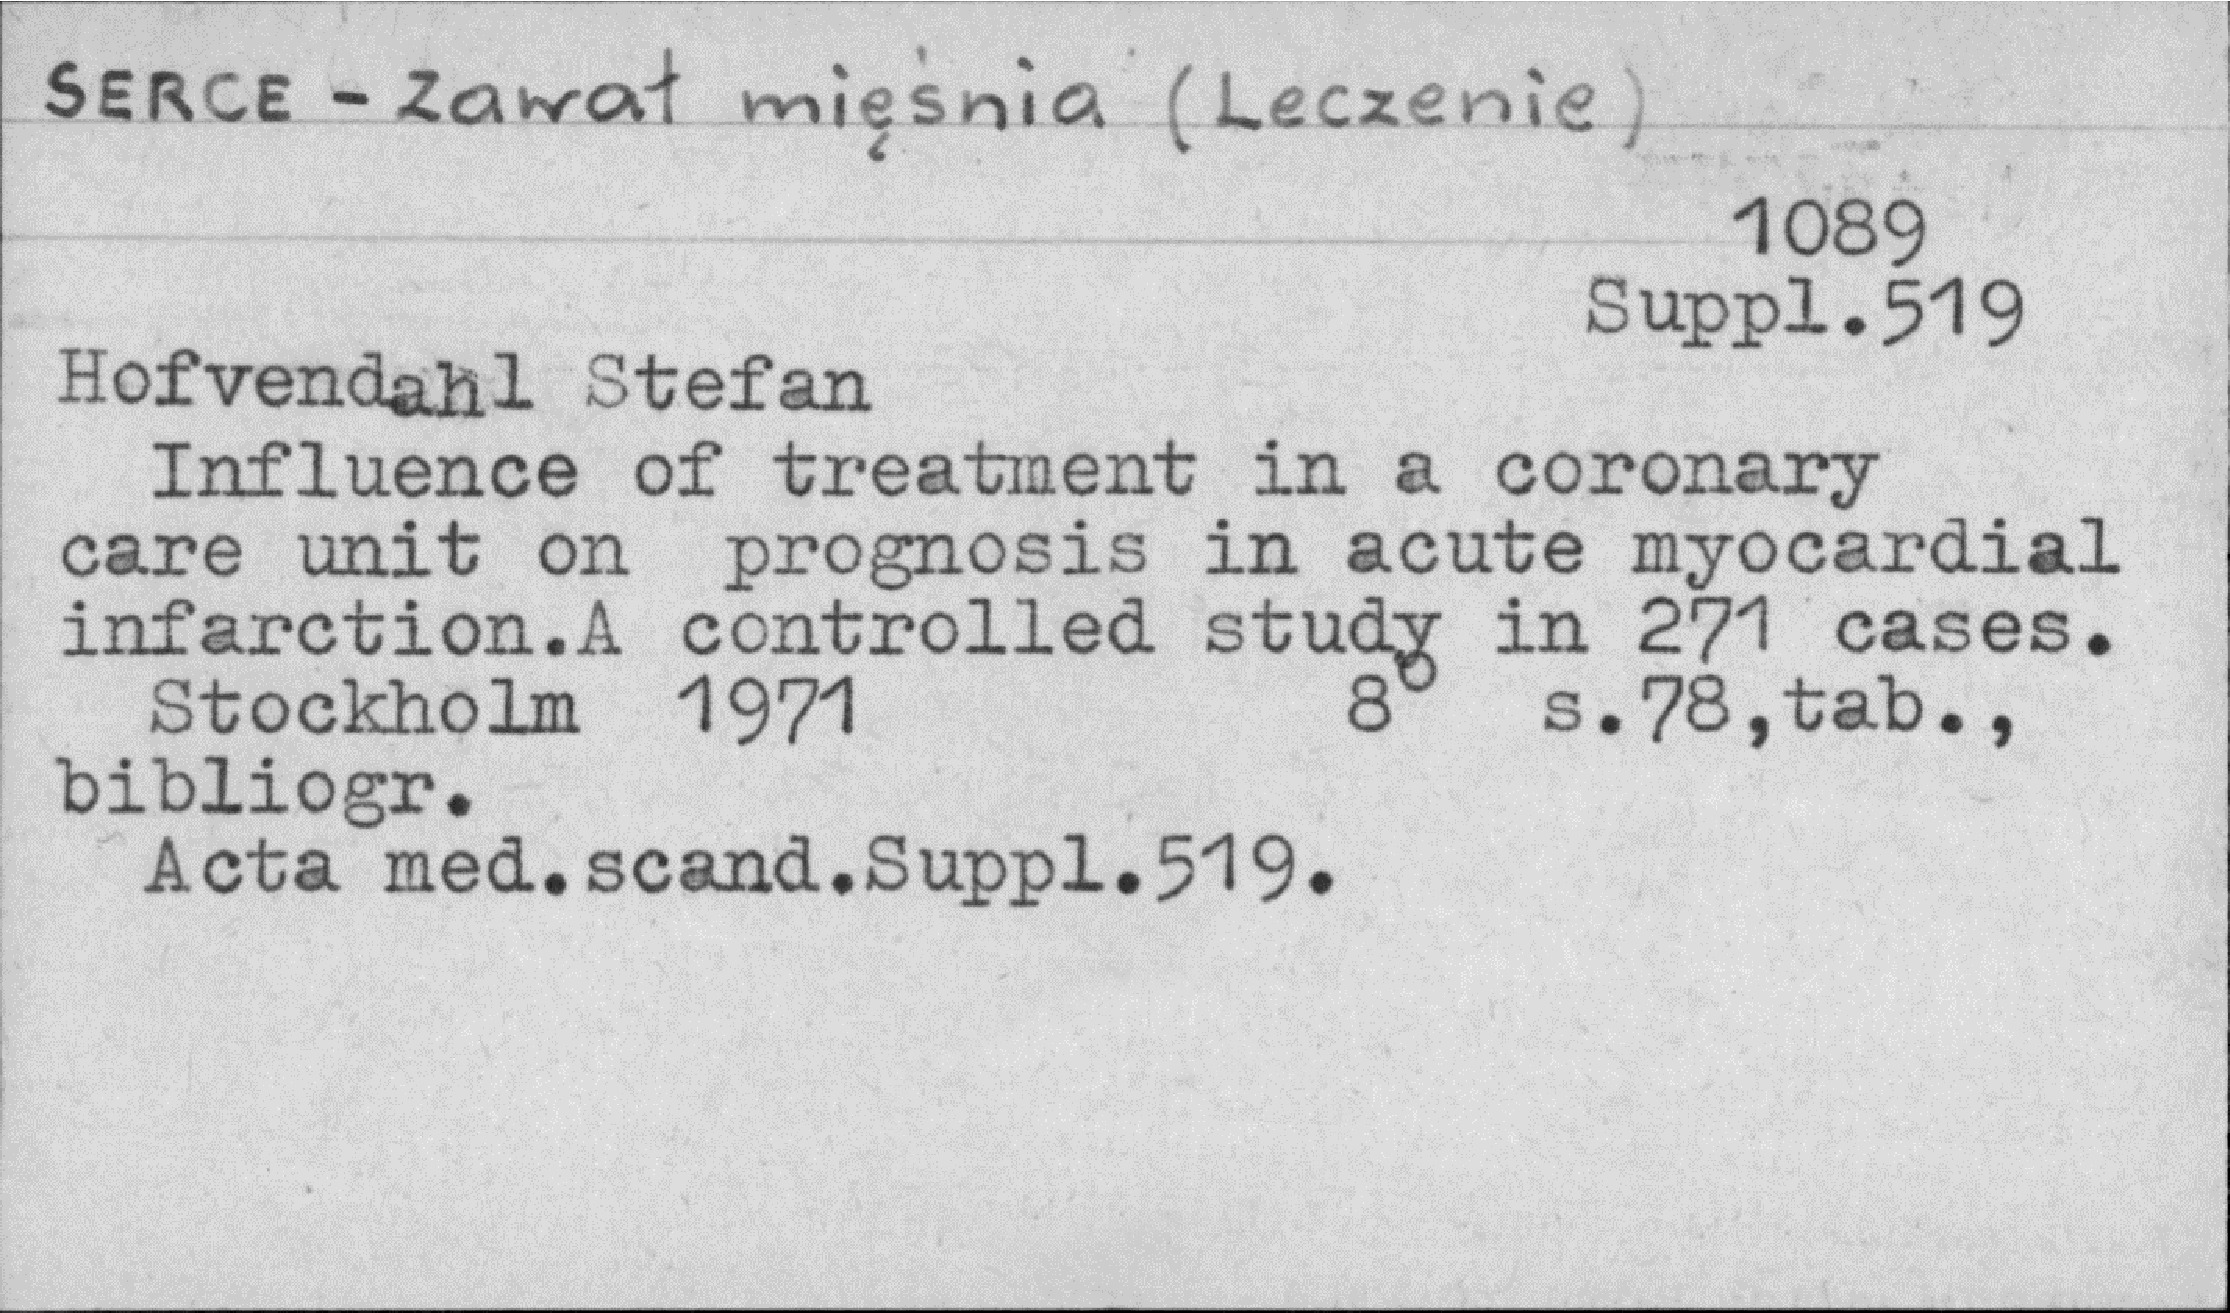 SERCE - zawał mięśnia (Leczenie)
1089
Suppl.519
Hofvendahl Stefan
Influence of treatment in a coronary
care unit on prognosis in acute myocardial
infarction.A controlled study in 271 cases.
Stockholm 1971 8° s.78,tab.,
bibliogr.
Acta med.scand.Suppl.519.